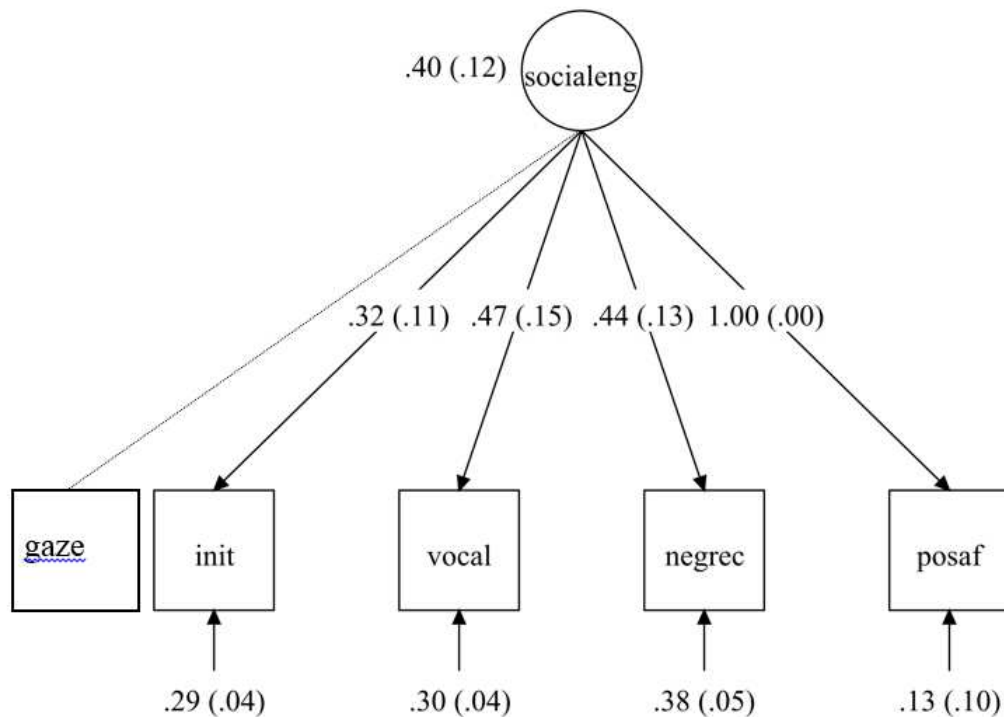 .40 (.12) socialeng
.32 (.11) .47 (.15) .44 (.13) 1.00 (.00)
gaze init vocal negrec posaf
.29 (.04) .30 (.04) .38 (.05) .13 (.10)